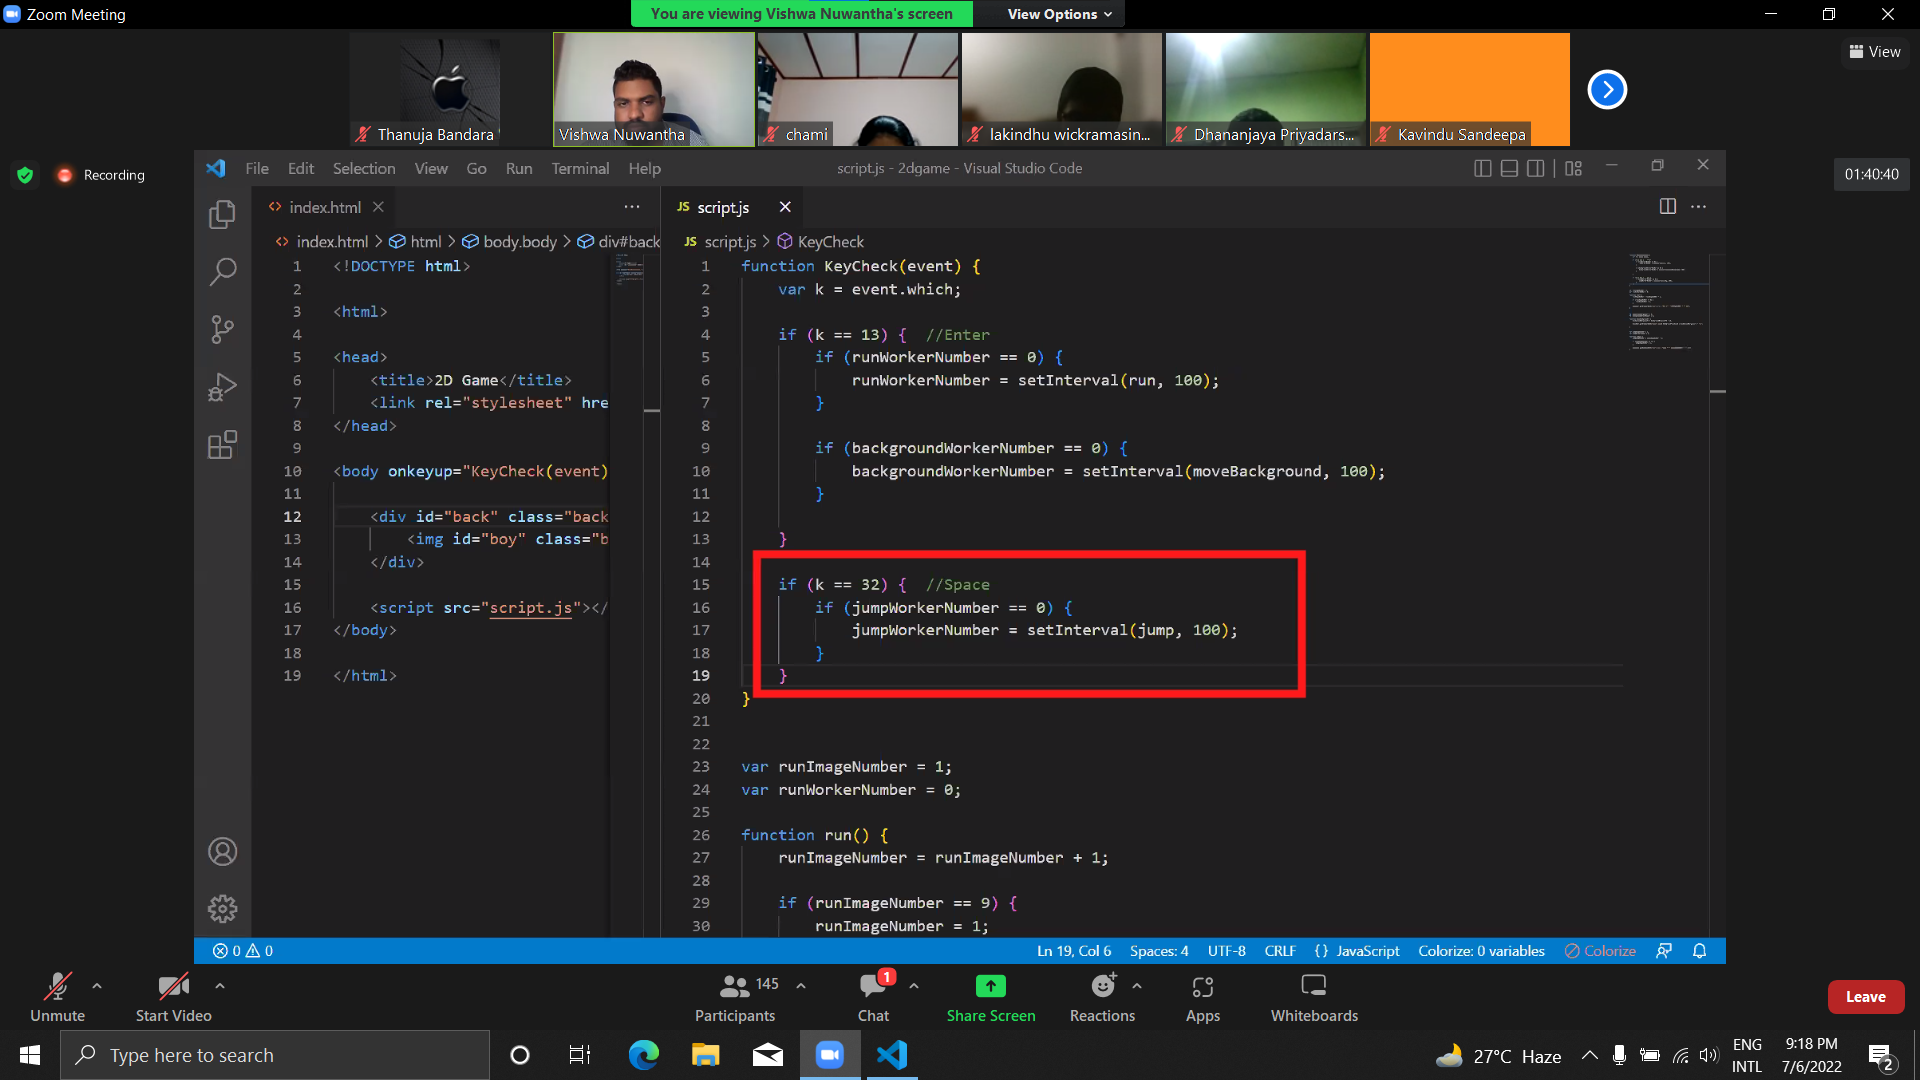 Zoom Meeting
You are viewing Vishwa Nuwantha's screen
View Options
View
Thanuja Bandara
Vishwa Nuwantha
chami
lakindhu wickramasin...
Dhananjaya Priyadars...
Kavindu Sandeepa
Recording
01:40:40
File Edit Selection View Go Run Terminal Help
script.js - 2dgame - Visual Studio Code
index.html
JS script.js
index.html > html > body.body > div#back
JS script.js > KeyCheck
1 <!DOCTYPE html>
2
3 <html>
4
5 <head>
6 <title>2D Game</title>
7 <link rel="stylesheet" hre
8 </head>
9
10 <body onkeyup="KeyCheck(event)
11
12 <div id="back" class="back
13 <img id="boy" class="b
14 </div>
15
16 <script src="script.js"></
17 </body>
18
19 </html>
1 function KeyCheck(event) {
2 var k = event.which;
3
4 if (k == 13) { //Enter
5 if (runWorkerNumber == 0) {
6 runWorkerNumber = setInterval(run, 100);
7 }
8
9 if (backgroundWorkerNumber == 0) {
10 backgroundWorkerNumber = setInterval(moveBackground, 100);
11 }
12
13 }
14
15 if (k == 32) { //Space
16 if (jumpWorkerNumber == 0) {
17 jumpWorkerNumber = setInterval(jump, 100);
18 }
19 }
20 }
21
22
23 var runImageNumber = 1;
24 var runWorkerNumber = 0;
25
26 function run() {
27 runImageNumber = runImageNumber + 1;
28
29 if (runImageNumber == 9) {
30 runImageNumber = 1;
0 0
Ln 19, Col 6 Spaces: 4 UTF-8 CRLF {} JavaScript Colorize: 0 variables Colorize
Unmute
Start Video
145
Participants
1
Chat
Share Screen
Reactions
Apps
Whiteboards
Leave
Type here to search
27°C Haze
ENG
INTL
9:18 PM
7/6/2022
2